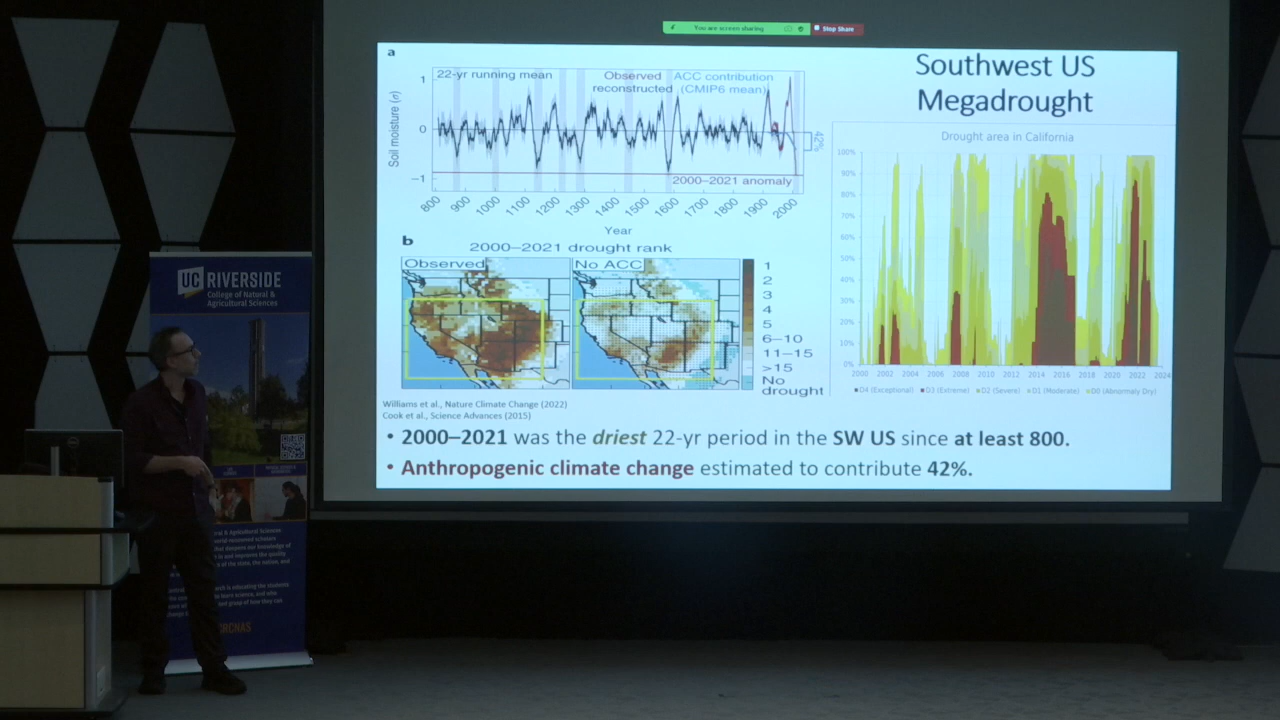 You are screen sharing
Stop Share
a
22-yr running mean
Observed
reconstructed
ACC contribution
(CMIP6 mean)
Soil moisture (σ)
1
0
−1
42%
2000–2021 anomaly
800
900
1000
1100
1200
1300
1400
1500
1600
1700
1800
1900
2000
Year
b
2000–2021 drought rank
Observed
No ACC
1
2
3
4
5
6–10
11–15
>15
No
drought
Williams et al., Nature Climate Change (2022)
Cook et al., Science Advances (2015)
Southwest US
Megadrought
Drought area in California
100%
90%
80%
70%
60%
50%
40%
30%
20%
10%
0%
2000 2002 2004 2006 2008 2010 2012 2014 2016 2018 2020 2022 2024
D4 (Exceptional) D3 (Extreme) D2 (Severe) D1 (Moderate) D0 (Abnormaly Dry)
• 2000–2021 was the driest 22-yr period in the SW US since at least 800.
• Anthropogenic climate change estimated to contribute 42%.
UC RIVERSIDE
College of Natural &
Agricultural Sciences